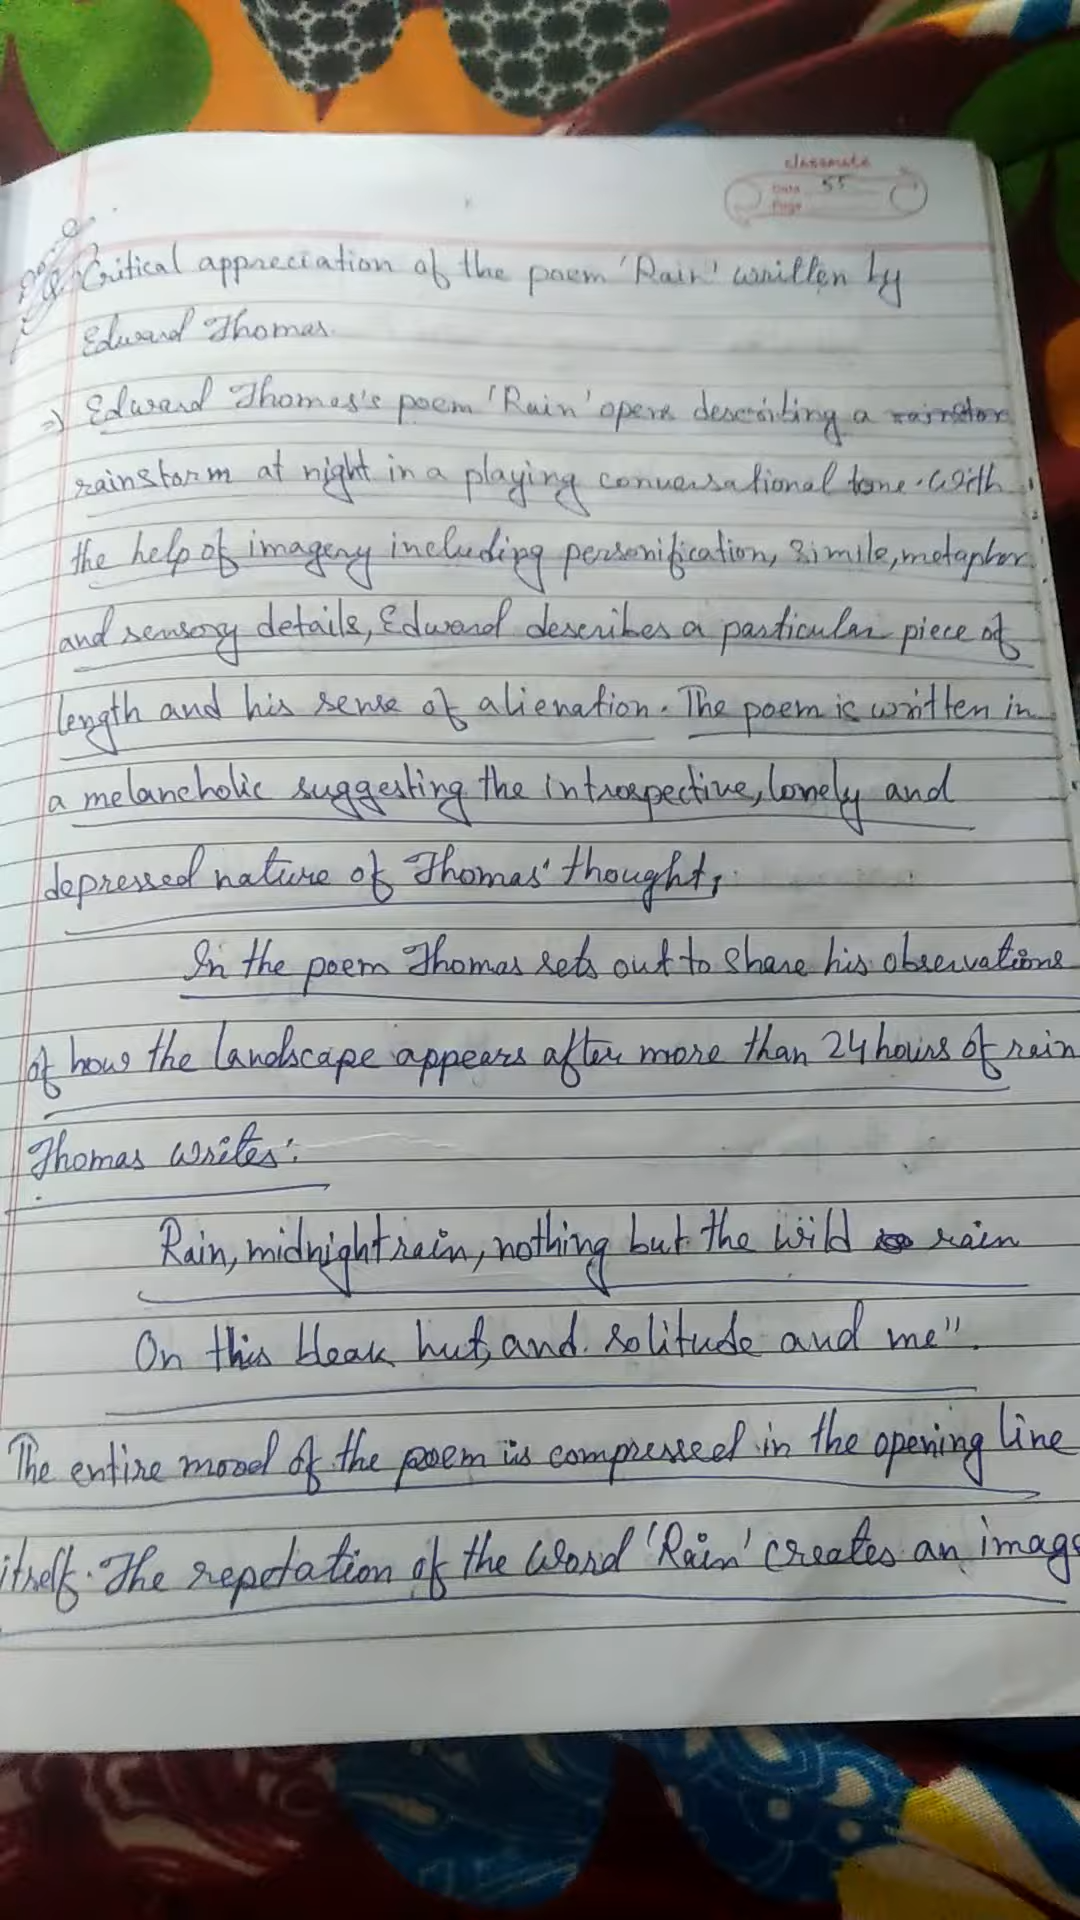 classmate
Date 55
Page
Q. Critical appreciation of the poem 'Rain' written by
Edward Thomas.
⇒ Edward Thomas's poem 'Rain' opens describing a rainstor
rainstorm at night in a playing conversational tone. With
the help of imagery including personification, simile, metaphor
and sensory details, Edward describes a particular piece of
length and his sense of alienation. The poem is written in
a melancholic suggesting the introspective, lonely and
depressed nature of Thomas' thought,
In the poem Thomas sets out to share his observations
of how the landscape appears after more than 24 hours of rain
Thomas writes:
Rain, midnight rain, nothing but the wild rain
On this bleak hut, and solitude and me".
The entire mood of the poem is compressed in the opening line
itself. The repetation of the word 'Rain' creates an image